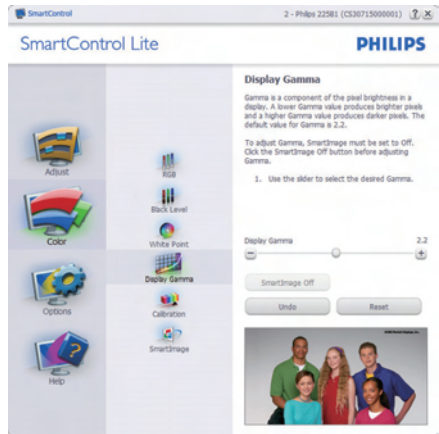 SmartControl
2 - Philips 225B1 (CS30715000001)
SmartControl Lite
PHILIPS
Adjust
Color
Options
Help
RGB
Black Level
White Point
Display Gamma
Calibration
SmartImage
Display Gamma
Gamma is a component of the pixel brightness in a
display. A lower Gamma value produces brighter pixels
and a higher Gamma value produces darker pixels. The
default value for Gamma is 2.2.
To adjust Gamma, SmartImage must be set to Off.
Click the SmartImage Off button before adjusting
Gamma.
1. Use the slider to select the desired Gamma.
Display Gamma 2.2
SmartImage Off
Undo Reset